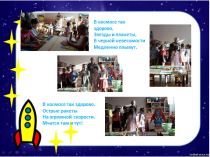 В космосе так
здорово,
Звёзды и планеты,
В чёрной невесомости
Медленно плывут.
В космосе так здорово.
Острые ракеты
На огромной скорости,
Мчатся там и тут!